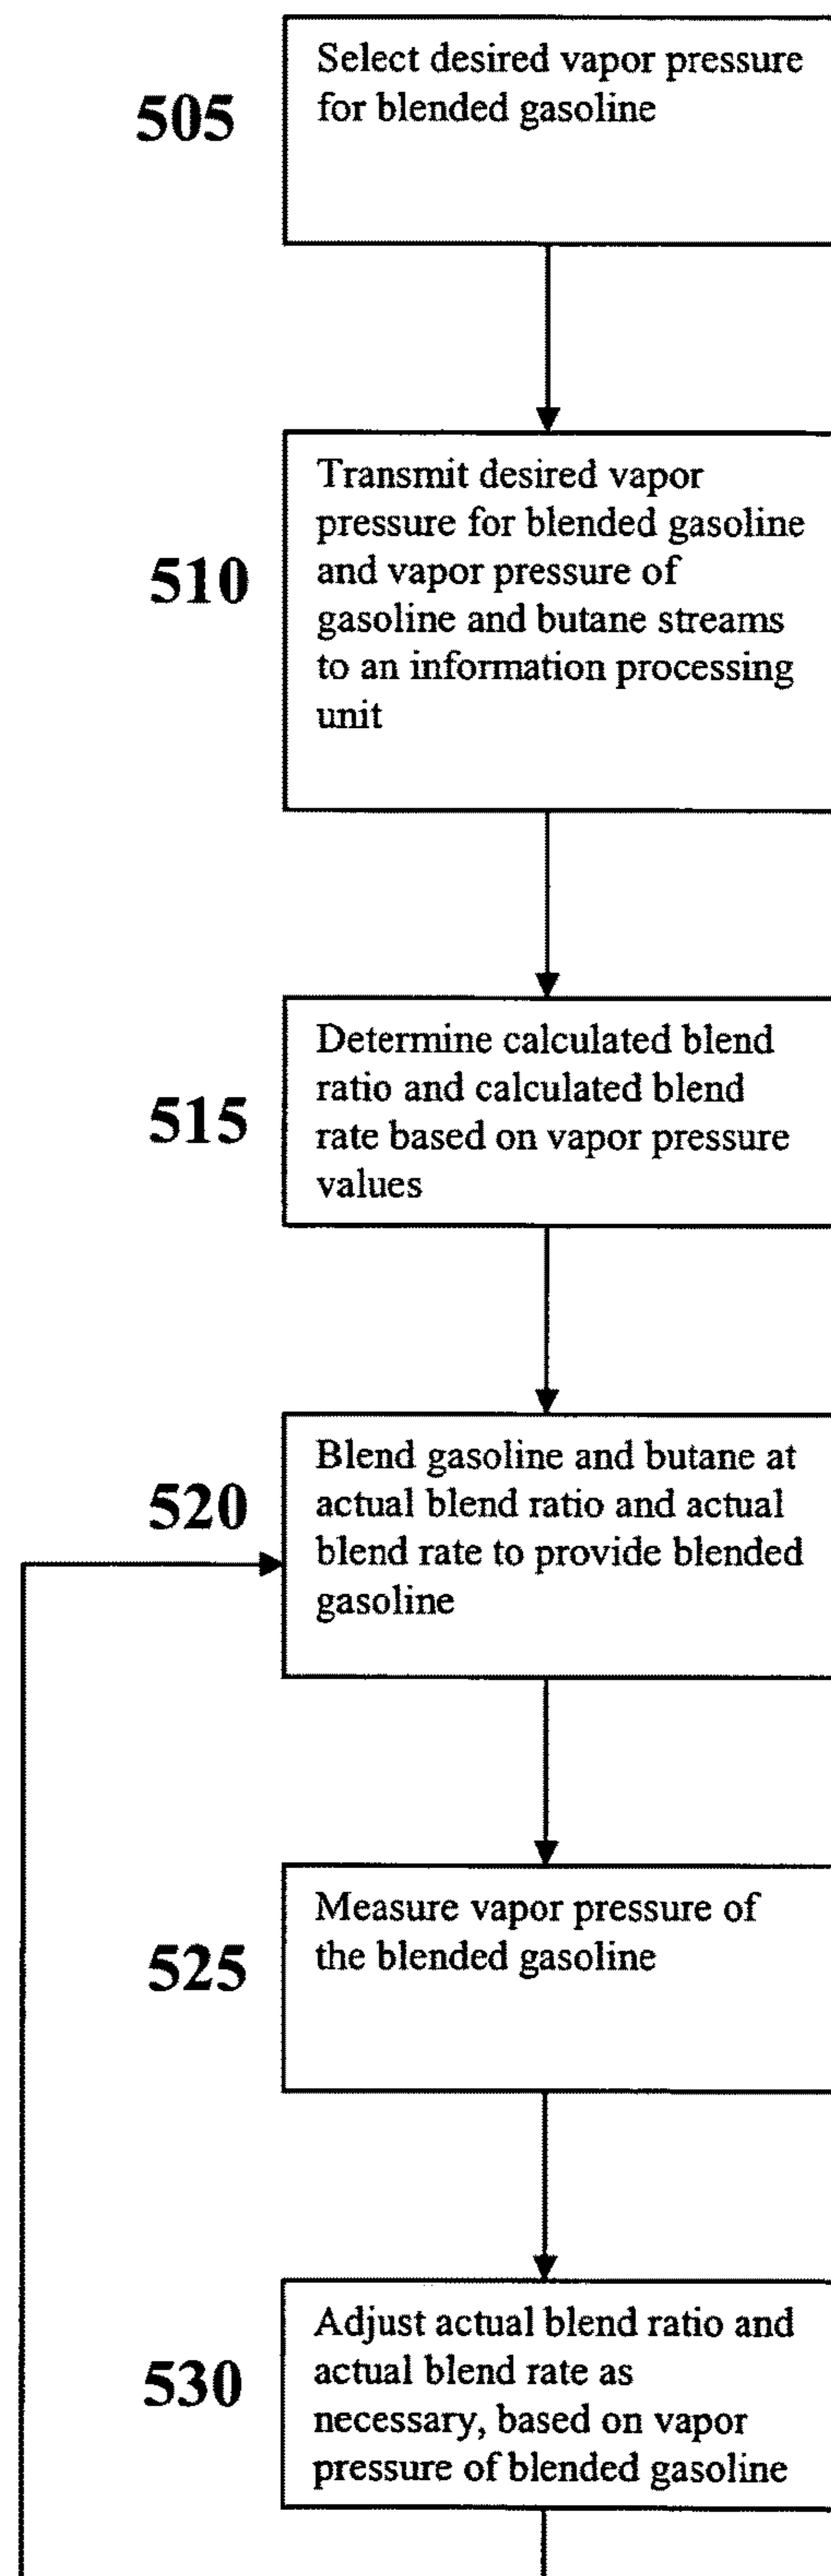 505
Select desired vapor pressure
for blended gasoline
510
Transmit desired vapor
pressure for blended gasoline
and vapor pressure of
gasoline and butane streams
to an information processing
unit
515
Determine calculated blend
ratio and calculated blend
rate based on vapor pressure
values
520
Blend gasoline and butane at
actual blend ratio and actual
blend rate to provide blended
gasoline
525
Measure vapor pressure of
the blended gasoline
530
Adjust actual blend ratio and
actual blend rate as
necessary, based on vapor
pressure of blended gasoline